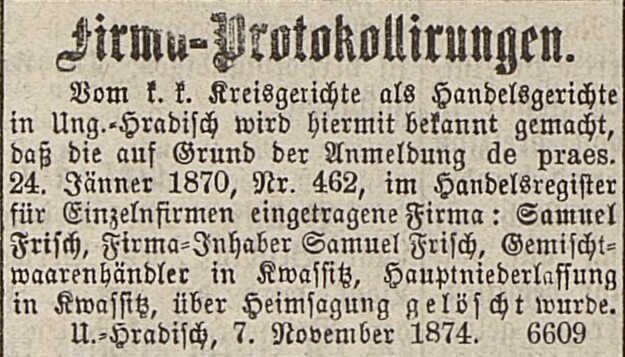 Firma-Protokollirungen.
Vom k. k. Kreisgerichte als Handelsgerichte
in Ung.-Hradisch wird hiermit bekannt gemacht,
daß die auf Grund der Anmeldung de praes.
24. Jänner 1870, Nr. 462, im Handelsregister
für Einzelnfirmen eingetragene Firma: Samuel
Frisch, Firma-Inhaber Samuel Frisch, Gemischt-
waarenhändler in Kwassitz, Hauptniederlassung
in Kwassitz, über Heimsagung gelöscht wurde.
U.-Hradisch, 7. November 1874. 6609